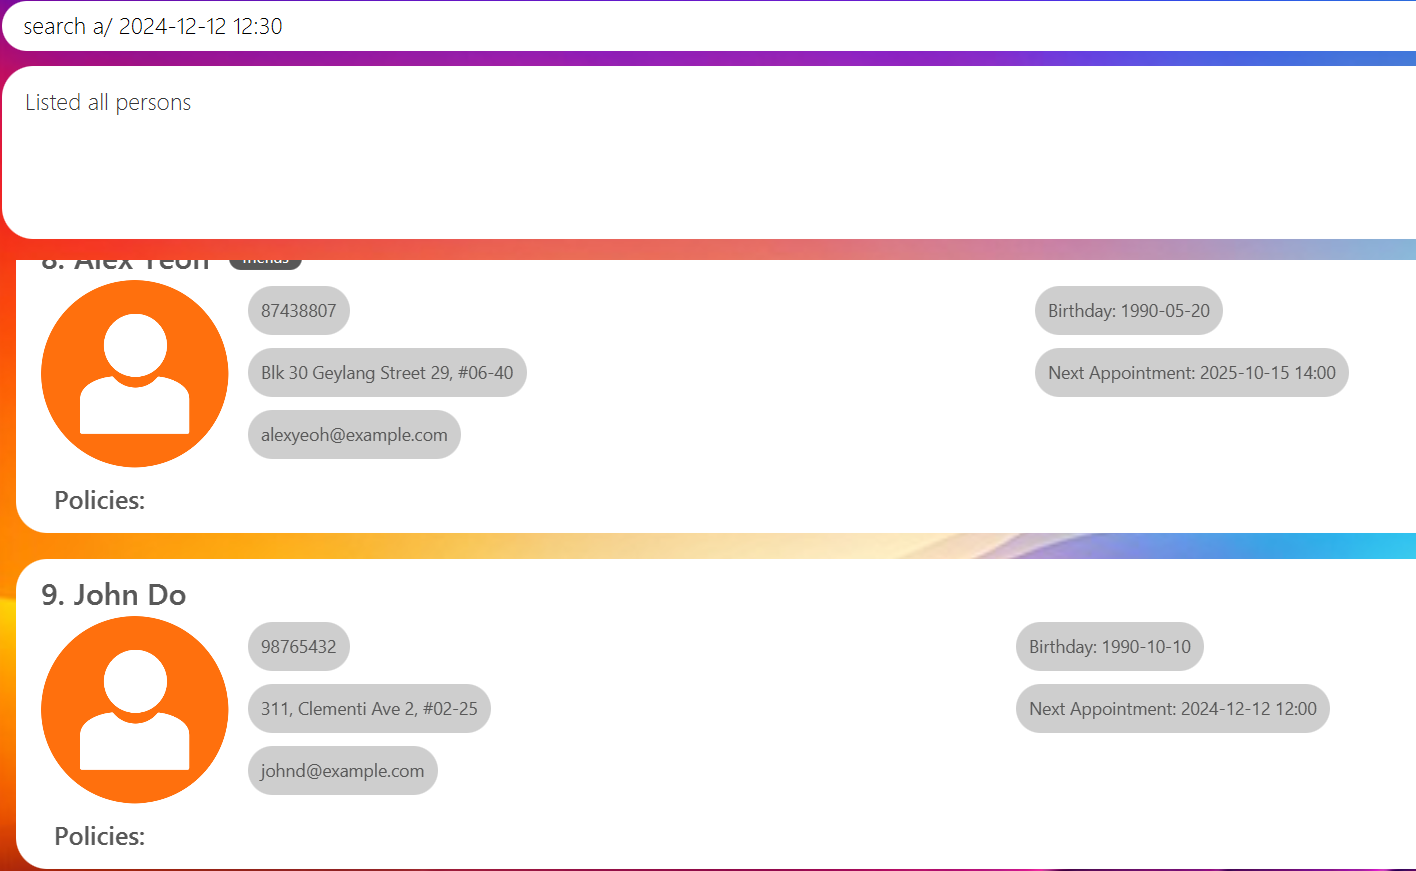 search a/ 2024-12-12 12:30
Listed all persons
8. Alex Yeoh friends
87438807
Birthday: 1990-05-20
Blk 30 Geylang Street 29, #06-40
Next Appointment: 2025-10-15 14:00
alexyeoh@example.com
Policies:
9. John Do
98765432
Birthday: 1990-10-10
311, Clementi Ave 2, #02-25
Next Appointment: 2024-12-12 12:00
johnd@example.com
Policies: